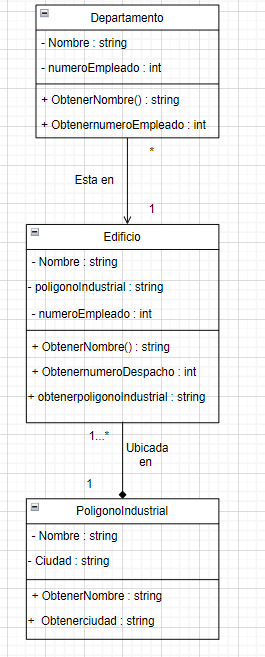 Departamento
- Nombre : string
- numeroEmpleado : int
+ ObtenerNombre() : string
+ ObtenernumeroEmpleado : int
*
Esta en
1
Edificio
- Nombre : string
- poligonoIndustrial : string
- numeroEmpleado : int
+ ObtenerNombre() : string
+ ObtenernumeroDespacho : int
+ obtenerpoligonoIndustrial : string
1...*
Ubicada
en
1
PoligonoIndustrial
- Nombre : string
- Ciudad : string
+ ObtenerNombre : string
+ Obtenerciudad : string